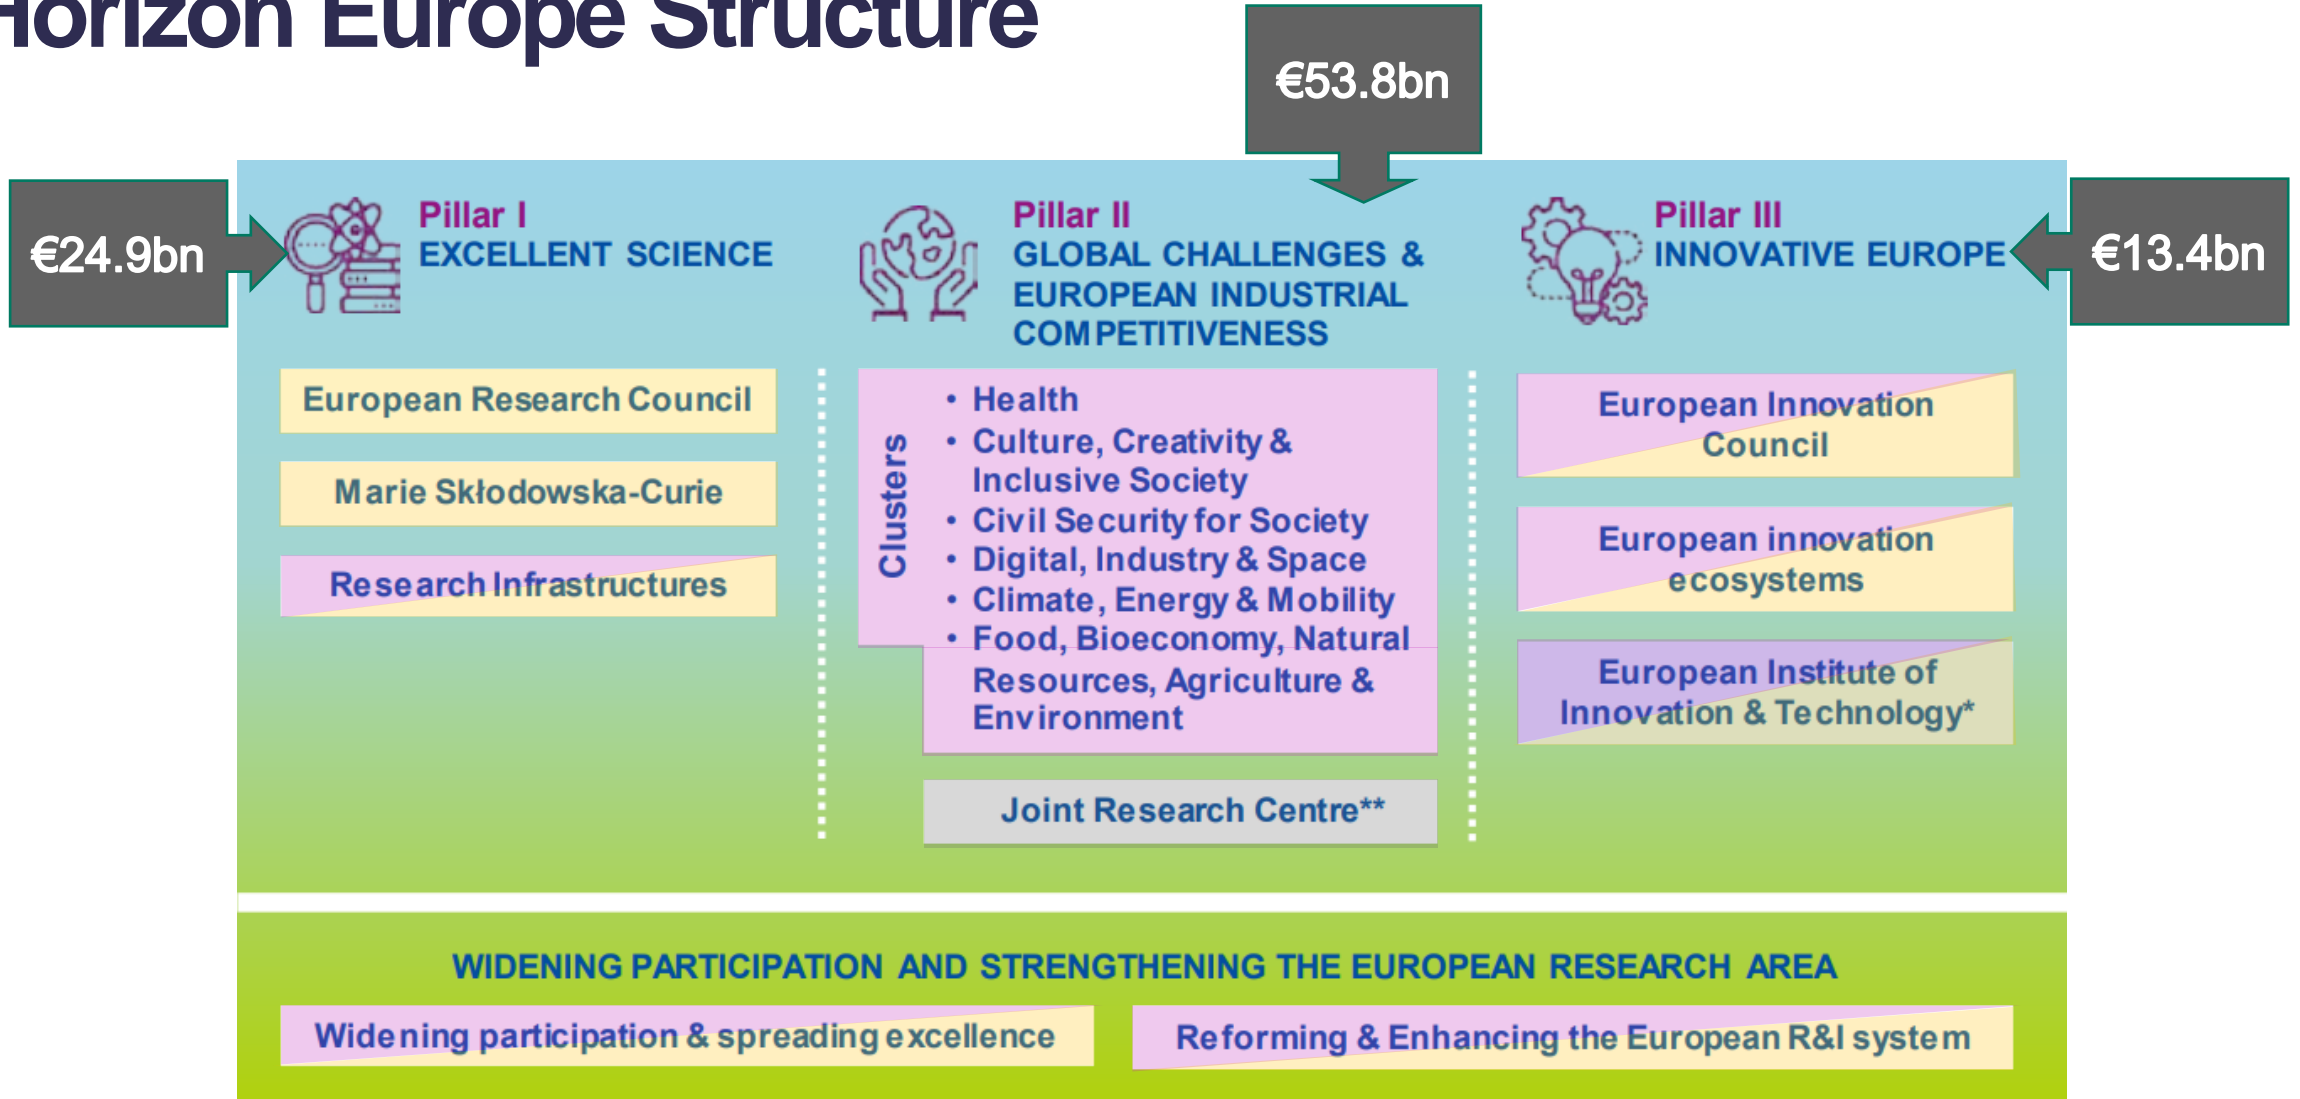 Horizon Europe Structure
€53.8bn
€24.9bn
Pillar I
EXCELLENT SCIENCE
Pillar II
GLOBAL CHALLENGES &
EUROPEAN INDUSTRIAL
COMPETITIVENESS
Pillar III
INNOVATIVE EUROPE
€13.4bn
European Research Council
Marie Skłodowska-Curie
Research Infrastructures
Clusters
• Health
• Culture, Creativity &
Inclusive Society
• Civil Security for Society
• Digital, Industry & Space
• Climate, Energy & Mobility
• Food, Bioeconomy, Natural
Resources, Agriculture &
Environment
Joint Research Centre**
European Innovation
Council
European innovation
ecosystems
European Institute of
Innovation & Technology*
WIDENING PARTICIPATION AND STRENGTHENING THE EUROPEAN RESEARCH AREA
Widening participation & spreading excellence
Reforming & Enhancing the European R&I system